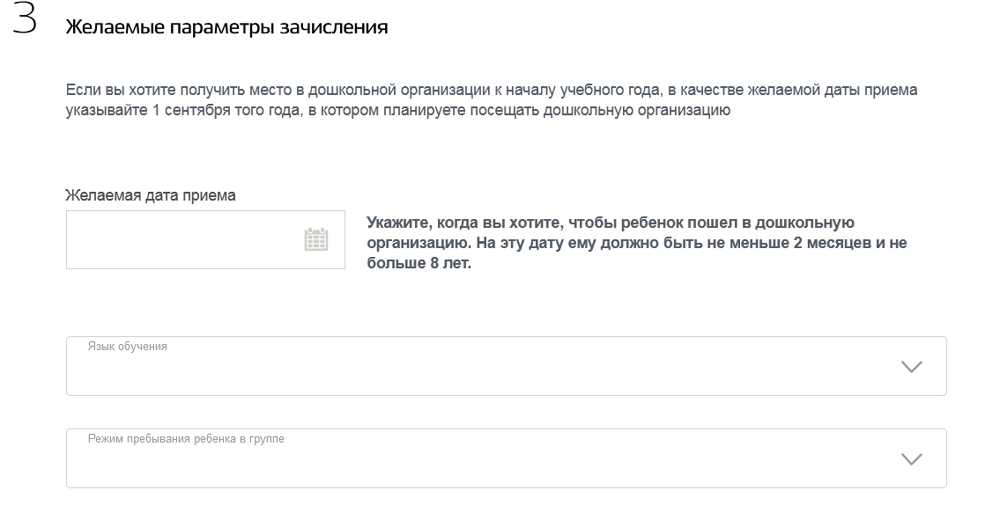 3
Желаемые параметры зачисления
Если вы хотите получить место в дошкольной организации к началу учебного года, в качестве желаемой даты приема
указывайте 1 сентября того года, в котором планируете посещать дошкольную организацию
Желаемая дата приема
Укажите, когда вы хотите, чтобы ребенок пошел в дошкольную
организацию. На эту дату ему должно быть не меньше 2 месяцев и не
больше 8 лет.
Язык обучения
Режим пребывания ребенка в группе